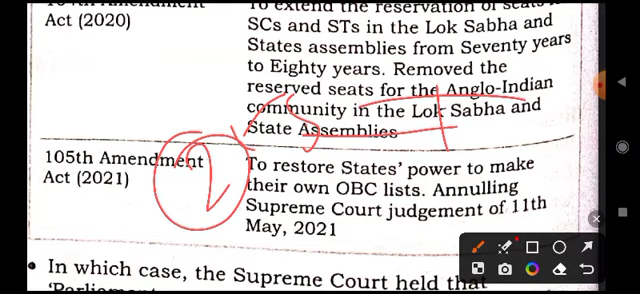 104th Amendment To extend the reservation of seats
Act (2020) SCs and STs in the Lok Sabha and
States assemblies from Seventy years
to Eighty years. Removed the
reserved seats for the Anglo-Indian
community in the Lok Sabha and
State Assemblies
105th Amendment To restore States' power to make
Act (2021) their own OBC lists. Annulling
Supreme Court judgement of 11th
May, 2021
• In which case, the Supreme Court held that
'Parliament